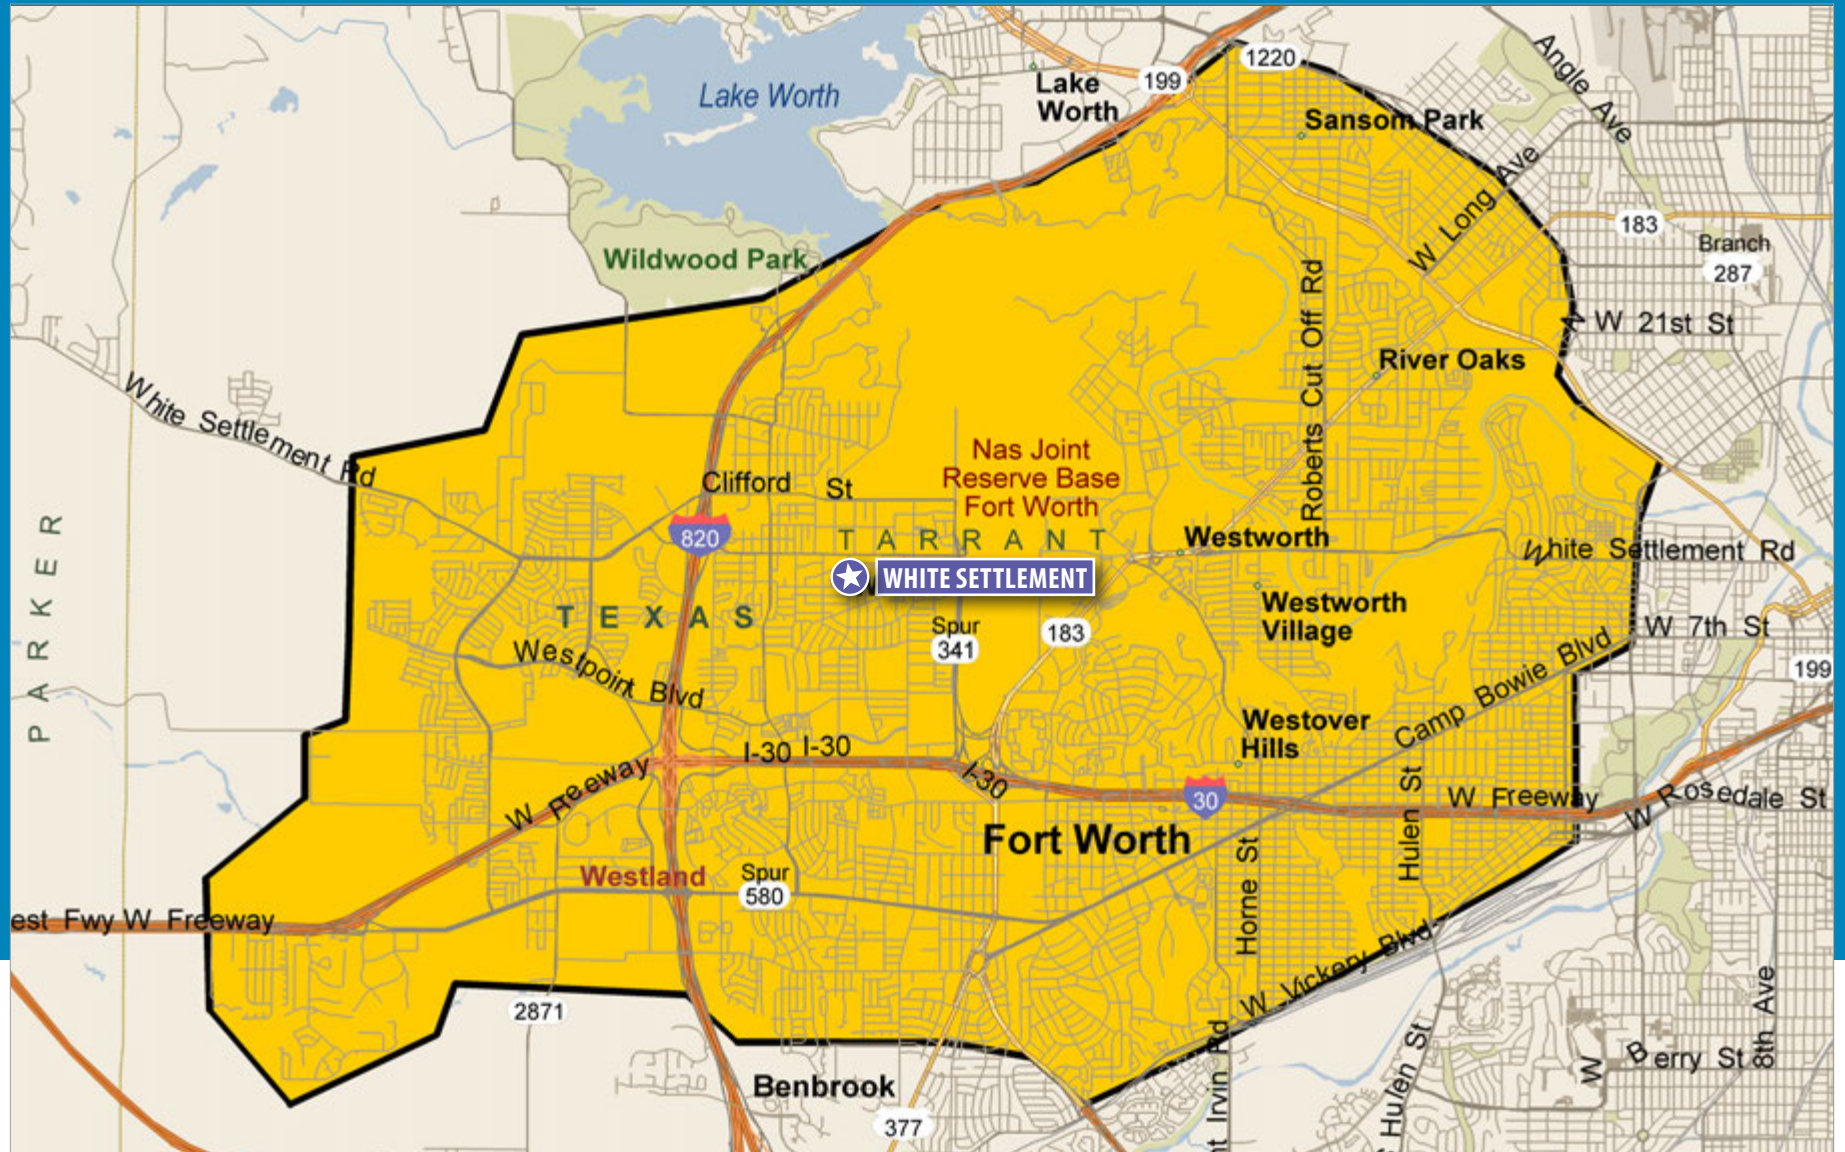 1220
Angle Ave
199
Lake Worth
Lake
Worth
Sansom Park
W Long Ave
183
Branch
287
Wildwood Park
W 21st St
River Oaks
Roberts Cut Off Rd
White Settlement Rd
Nas Joint
Reserve Base
Fort Worth
Clifford St
820
TARRANT
Westworth
White Settlement Rd
WHITE SETTLEMENT
PARKER
TEXAS
Westworth
Village
Spur
341
183
W 7th St
Westpoint Blvd
199
Camp Bowie Blvd
Westover
Hills
I-30 I-30
I-30
30
W Freeway
W Freeway
W Rosedale St
Hulen St
Fort Worth
Westland
Spur
580
Horne St
est Fwy W Freeway
W Vickery Blvd
2871
8th Ave
W Berry St
Benbrook
377
nt Irvin Rd
S Hulen St